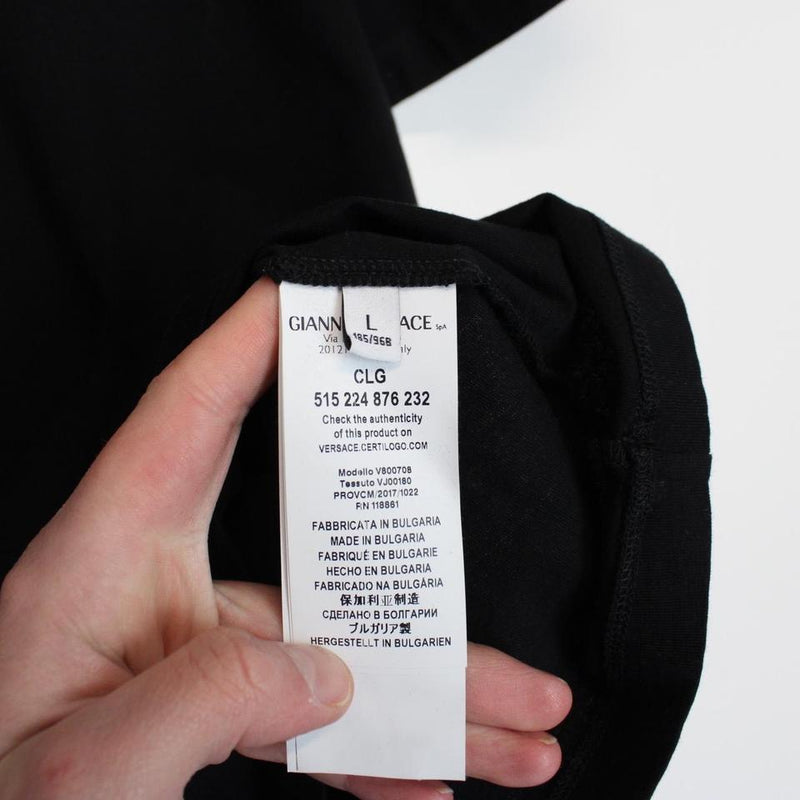 GIANN L ACE SpA
Via 185/96B
2012 ly
CLG
515 224 876 232
Check the authenticity
of this product on
VERSACE.CERTILOGO.COM
Modello V800708
Tessuto VJ00180
PROVCM/2017/1022
RN 118861
FABBRICATA IN BULGARIA
MADE IN BULGARIA
FABRIQUÉ EN BULGARIE
HECHO EN BULGARIA
FABRICADO NA BULGÁRIA
保加利亚制造
СДЕЛАНО В БОЛГАРИИ
ブルガリア製
HERGESTELLT IN BULGARIEN